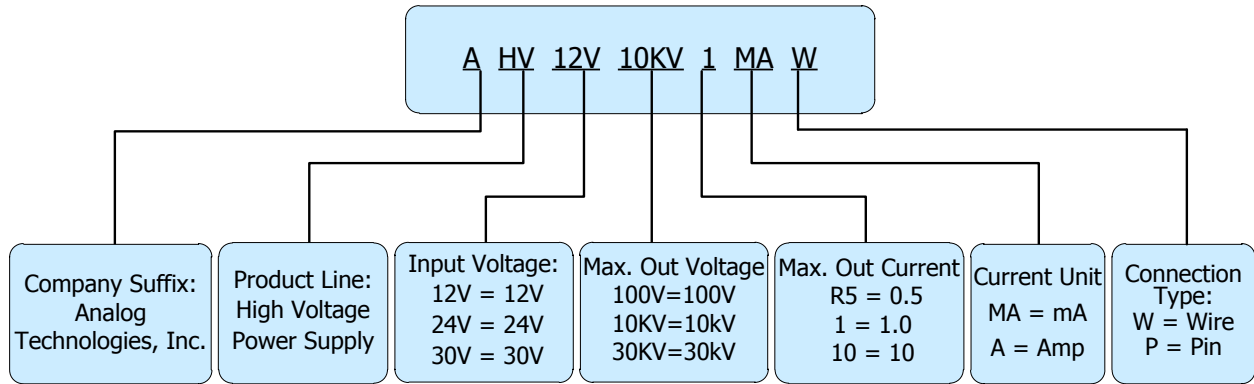 A HV 12V 10KV 1 MA W
Company Suffix:
Analog
Technologies, Inc.
Product Line:
High Voltage
Power Supply
Input Voltage:
12V = 12V
24V = 24V
30V = 30V
Max. Out Voltage
100V=100V
10KV=10kV
30KV=30kV
Max. Out Current
R5 = 0.5
1 = 1.0
10 = 10
Current Unit
MA = mA
A = Amp
Connection
Type:
W = Wire
P = Pin